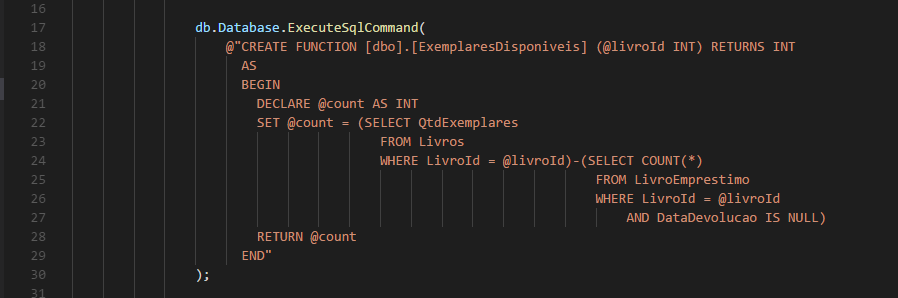 16
17 db.Database.ExecuteSqlCommand(
18 @"CREATE FUNCTION [dbo].[ExemplaresDisponiveis] (@livroId INT) RETURNS INT
19 AS
20 BEGIN
21 DECLARE @count AS INT
22 SET @count = (SELECT QtdExemplares
23 FROM Livros
24 WHERE LivroId = @livroId)-(SELECT COUNT(*)
25 FROM LivroEmprestimo
26 WHERE LivroId = @livroId
27 AND DataDevolucao IS NULL)
28 RETURN @count
29 END"
30 );
31